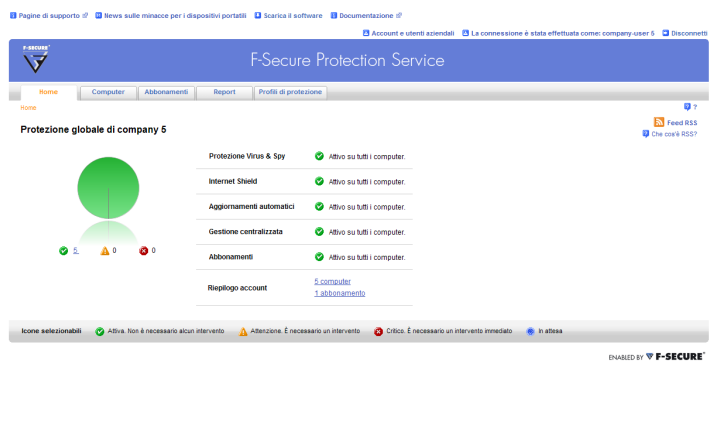 Pagine di supporto
News sulle minacce per i dispositivi portatili
Scarica il software
Documentazione
Account e utenti aziendali
La connessione è stata effettuata come: company-user 5
Disconnetti
F-SECURE
F-Secure Protection Service
Home
Computer
Abbonamenti
Report
Profili di protezione
Home
?
Feed RSS
Che cos'è RSS?
Protezione globale di company 5
Protezione Virus & Spy
Attivo su tutti i computer.
Internet Shield
Attivo su tutti i computer.
Aggiornamenti automatici
Attivo su tutti i computer.
Gestione centralizzata
Attivo su tutti i computer.
5 0 0
Abbonamenti
Attivo su tutti i computer.
Riepilogo account
5 computer
1 abbonamento
Icone selezionabili
Attiva. Non è necessario alcun intervento
Attenzione. È necessario un intervento
Critico. È necessario un intervento immediato
In attesa
ENABLED BY F-SECURE